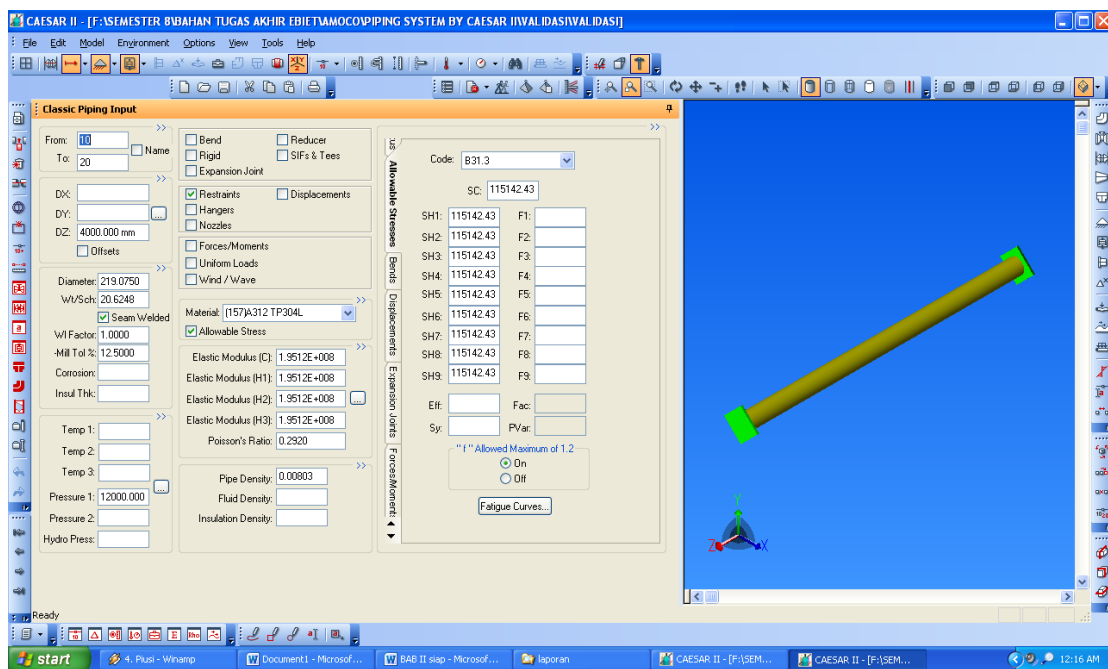 CAESAR II - [F:\SEMESTER 8\BAHAN TUGAS AKHIR EBIET\AMOCO\PIPING SYSTEM BY CAESAR II\VALIDASI\VALIDASI]
File Edit Model Environment Options View Tools Help
Classic Piping Input
From: 10
To: 20
Name
DX:
DY:
DZ: 4000.000 mm
Offsets
Diameter: 219.0750
Wt/Sch: 20.6248
Seam Welded
WI Factor: 1.0000
-Mill Tol %: 12.5000
Corrosion:
Insul Thk:
Temp 1:
Temp 2:
Temp 3:
Pressure 1: 12000.000
Pressure 2:
Hydro Press:
Bend Reducer
Rigid SIFs & Tees
Expansion Joint
Restraints Displacements
Hangers
Nozzles
Forces/Moments
Uniform Loads
Wind / Wave
Material: (157)A312 TP304L
Allowable Stress
Elastic Modulus (C): 1.9512E+008
Elastic Modulus (H1): 1.9512E+008
Elastic Modulus (H2): 1.9512E+008
Elastic Modulus (H3): 1.9512E+008
Poisson's Ratio: 0.2920
Pipe Density: 0.00803
Fluid Density:
Insulation Density:
Allowable Stresses
Bends
Displacements
Expansion Joints
Forces/Moments
Code: B31.3
SC: 115142.43
SH1: 115142.43 F1:
SH2: 115142.43 F2:
SH3: 115142.43 F3:
SH4: 115142.43 F4:
SH5: 115142.43 F5:
SH6: 115142.43 F6:
SH7: 115142.43 F7:
SH8: 115142.43 F8:
SH9: 115142.43 F9:
Eff: Fac:
Sy: PVar:
"f" Allowed Maximum of 1.2
On
Off
Fatigue Curves...
Y
Z X
Ready
start
4. Piusi - Winamp
Document1 - Microsof...
BAB II siap - Microsof...
laporan
CAESAR II - [F:\SEM...
CAESAR II - [F:\SEM...
12:16 AM